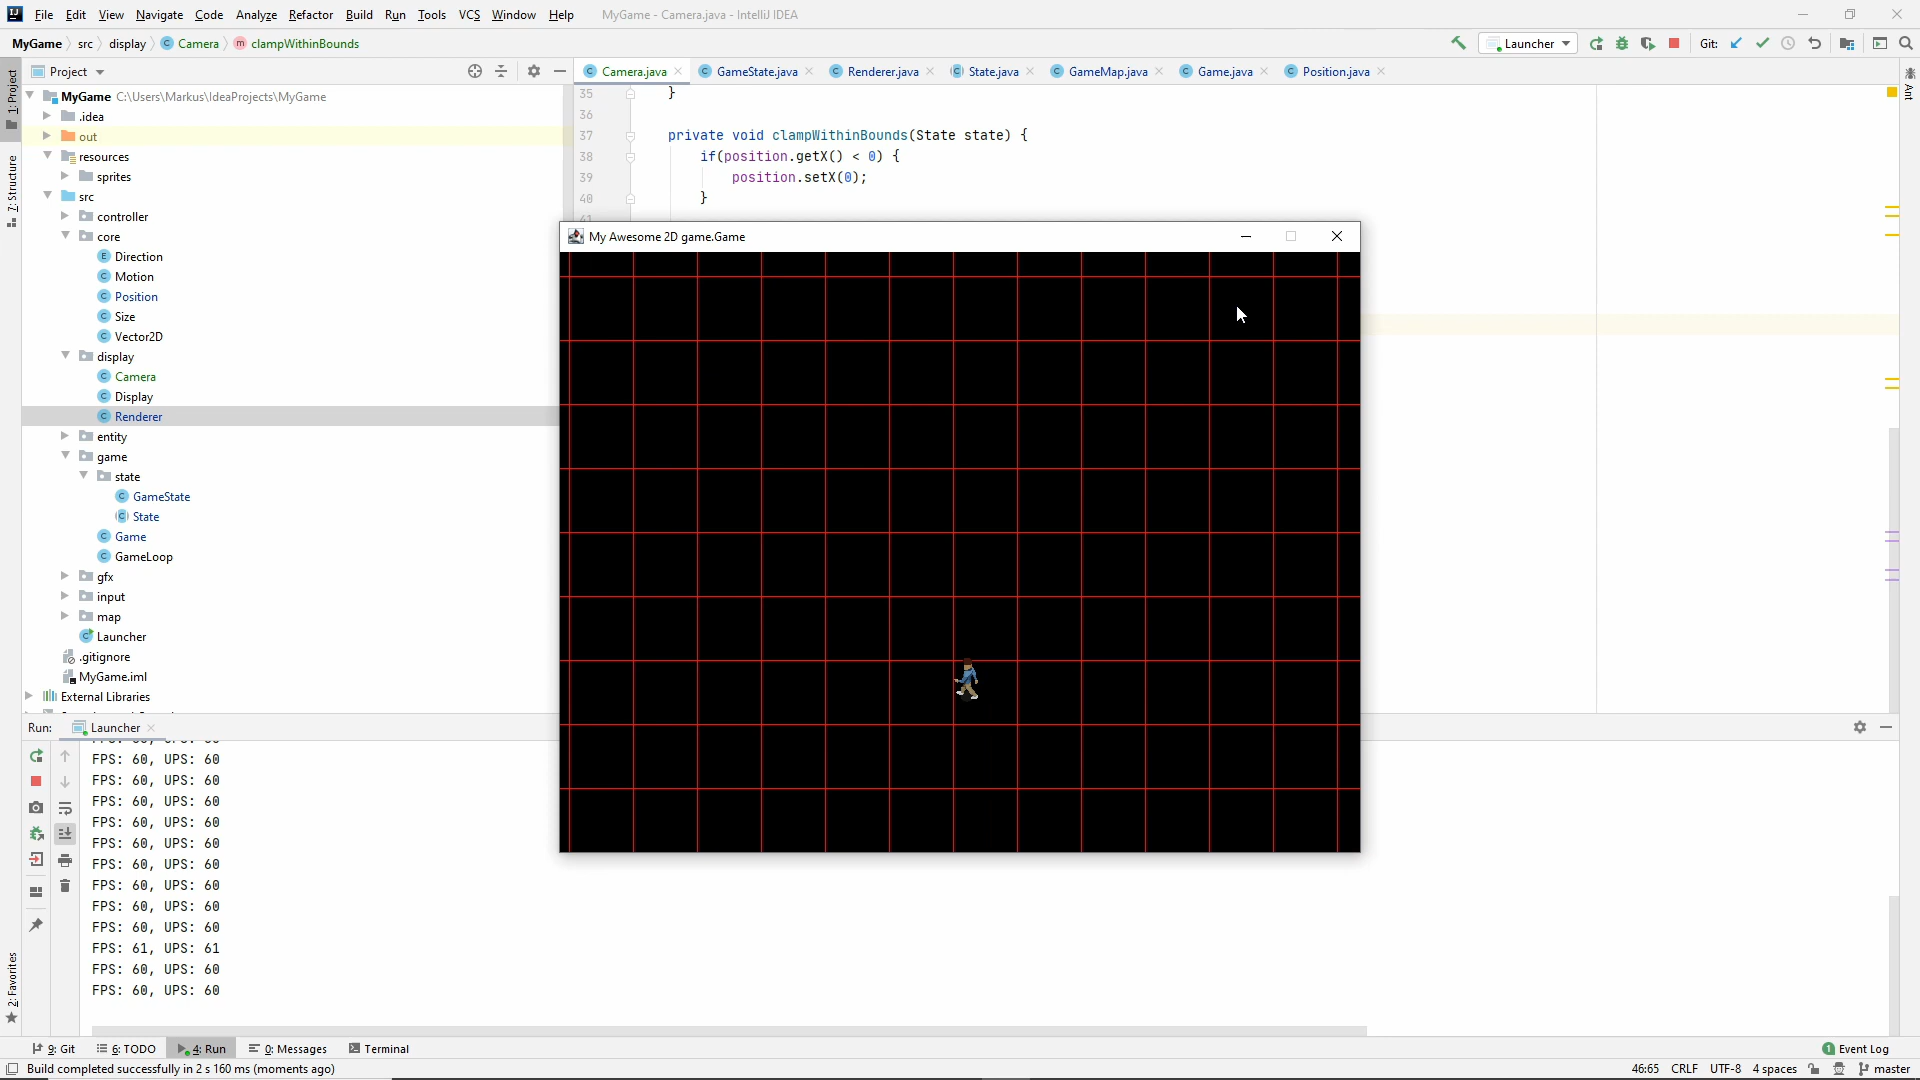 File Edit View Navigate Code Analyze Refactor Build Run Tools VCS Window Help MyGame - Camera.java - IntelliJ IDEA
MyGame src display Camera clampWithinBounds Launcher Git:
Project Camera.java GameState.java Renderer.java State.java GameMap.java Game.java Position.java
1: Project
7: Structure
2: Favorites
Ant
MyGame C:\Users\Markus\IdeaProjects\MyGame
.idea
out
resources
sprites
src
controller
core
Direction
Motion
Position
Size
Vector2D
display
Camera
Display
Renderer
entity
game
state
GameState
State
Game
GameLoop
gfx
input
map
Launcher
.gitignore
MyGame.iml
External Libraries
35 }
36
37 private void clampWithinBounds(State state) {
38 if(position.getX() < 0) {
39 position.setX(0);
40 }
My Awesome 2D game.Game
Run: Launcher
FPS: 60, UPS: 60
FPS: 60, UPS: 60
FPS: 60, UPS: 60
FPS: 60, UPS: 60
FPS: 60, UPS: 60
FPS: 60, UPS: 60
FPS: 60, UPS: 60
FPS: 60, UPS: 60
FPS: 60, UPS: 60
FPS: 61, UPS: 61
FPS: 60, UPS: 60
FPS: 60, UPS: 60
9: Git 6: TODO 4: Run 0: Messages Terminal 1 Event Log
Build completed successfully in 2 s 160 ms (moments ago) 46:65 CRLF UTF-8 4 spaces master